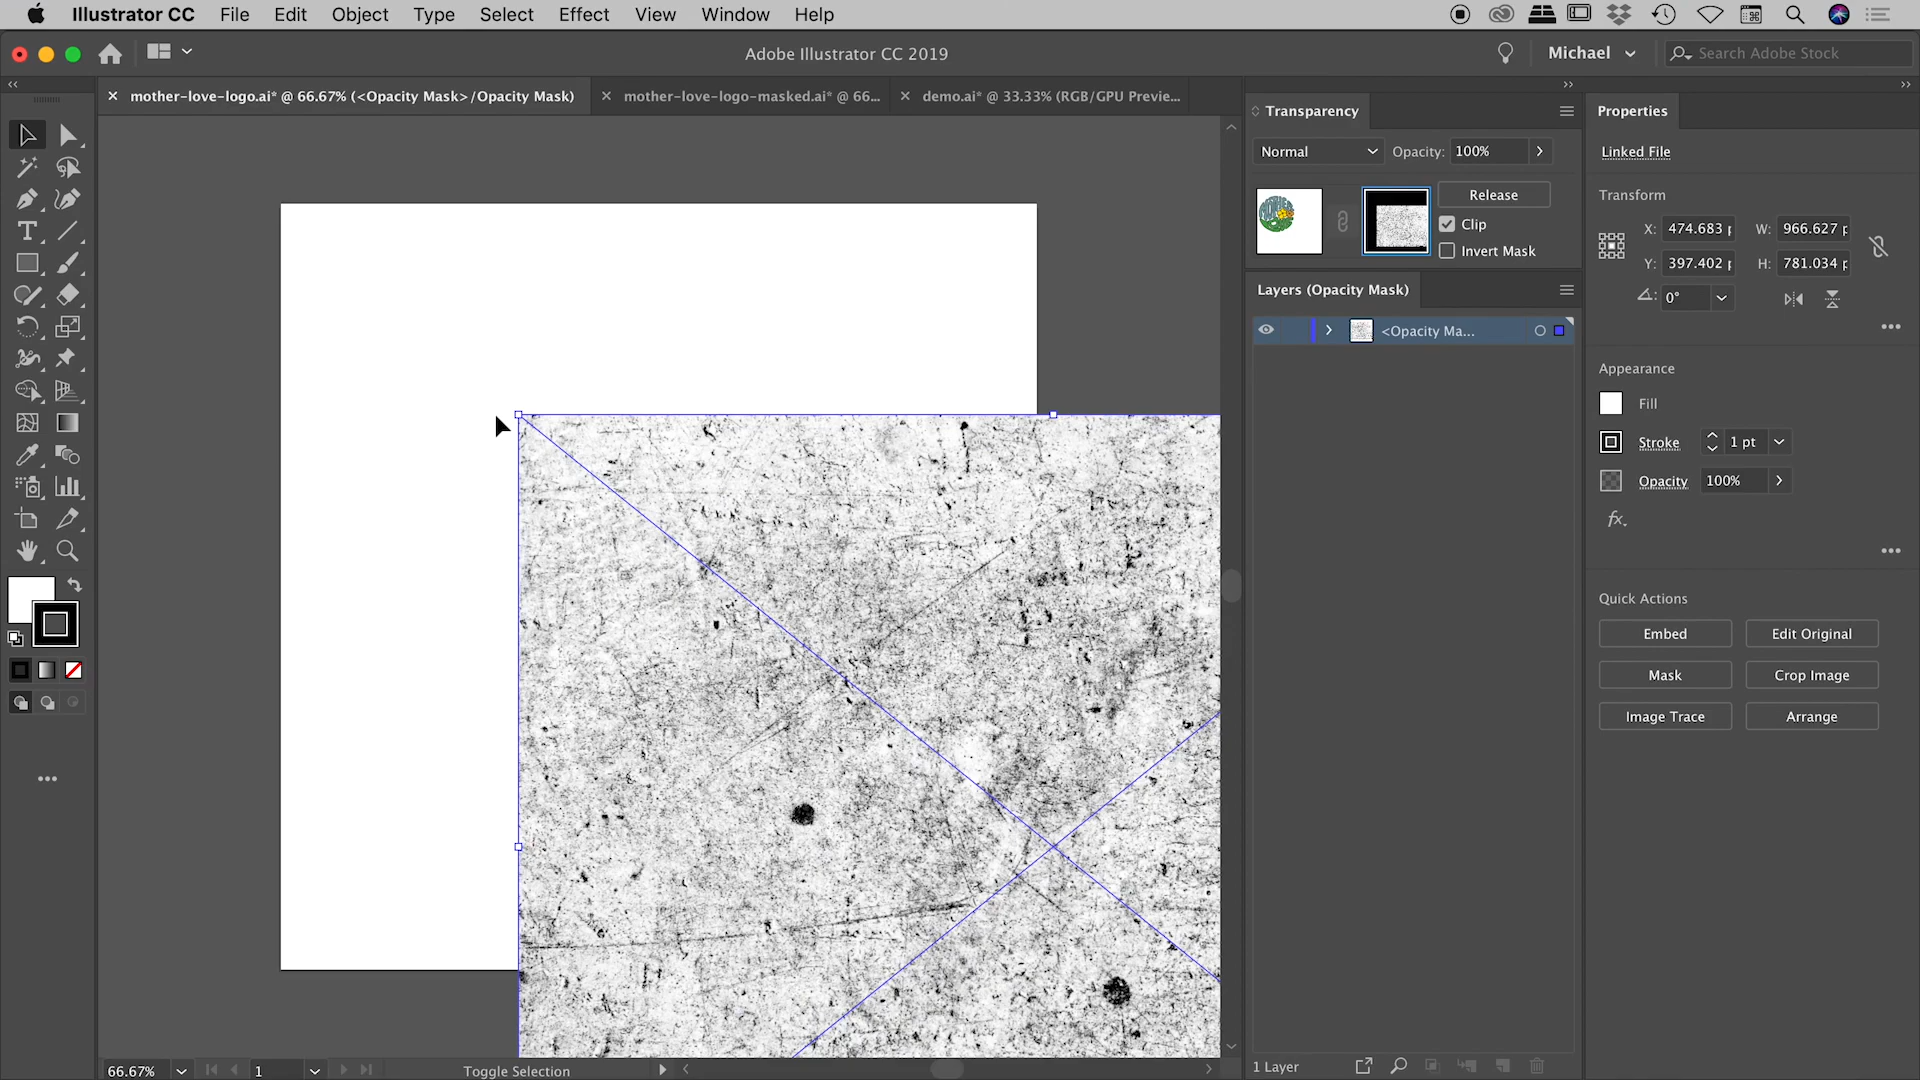 Illustrator CC File Edit Object Type Select Effect View Window Help
Adobe Illustrator CC 2019
Michael
Search Adobe Stock
mother-love-logo.ai* @ 66.67% (<Opacity Mask>/Opacity Mask)
mother-love-logo-masked.ai* @ 66...
demo.ai* @ 33.33% (RGB/GPU Previe...
Transparency
Normal
Opacity: 100%
Release
Clip
Invert Mask
Layers (Opacity Mask)
<Opacity Ma...
1 Layer
Properties
Linked File
Transform
X: 474.683 p W: 966.627 p
Y: 397.402 p H: 781.034 p
0°
Appearance
Fill
Stroke 1 pt
Opacity 100%
fx
Quick Actions
Embed Edit Original
Mask Crop Image
Image Trace Arrange
66.67% 1 Toggle Selection